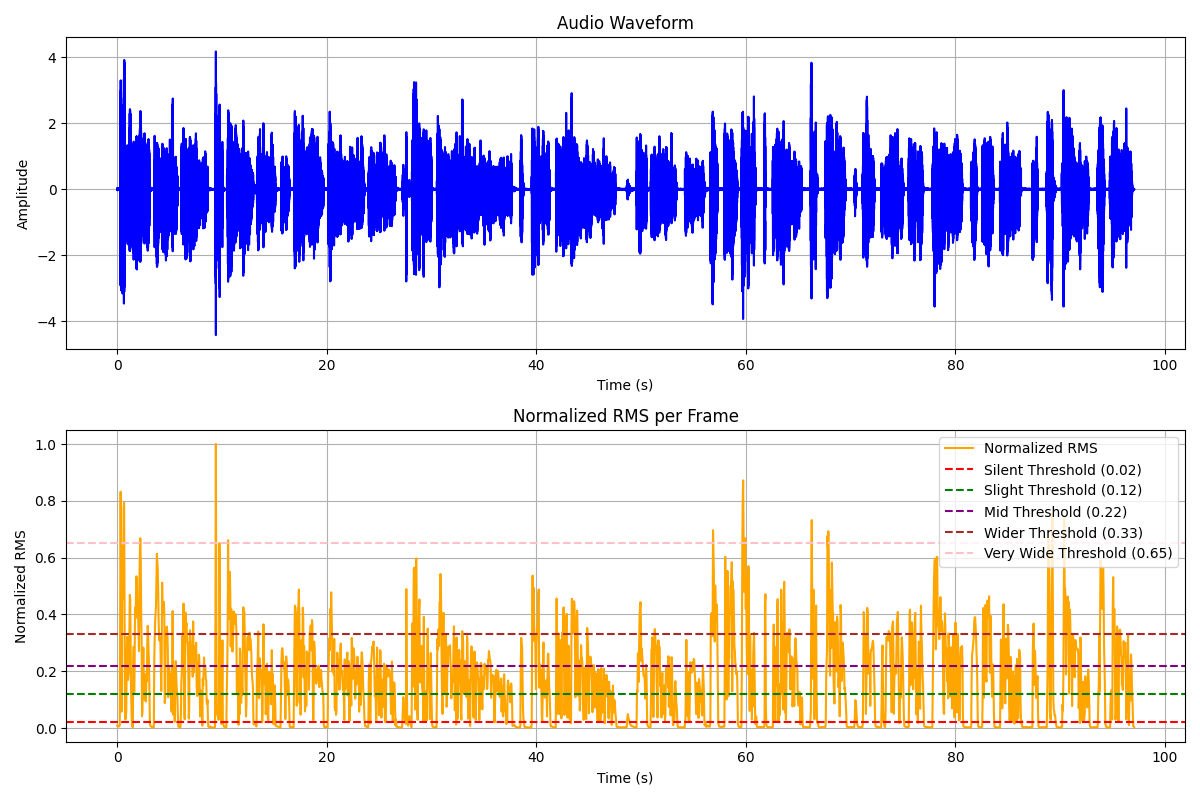 Audio Waveform
4
2
0
−2
−4
Amplitude
0 20 40 60 80 100
Time (s)
Normalized RMS per Frame
1.0
0.8
0.6
0.4
0.2
0.0
Normalized RMS
Normalized RMS
Silent Threshold (0.02)
Slight Threshold (0.12)
Mid Threshold (0.22)
Wider Threshold (0.33)
Very Wide Threshold (0.65)
0 20 40 60 80 100
Time (s)